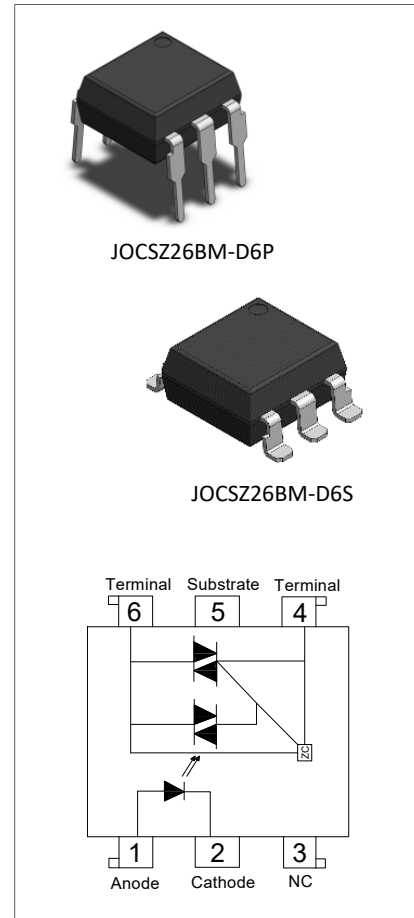 JOCSZ26BM-D6P
JOCSZ26BM-D6S
Terminal Substrate Terminal
6 5 4
ZC
1 2 3
Anode Cathode NC